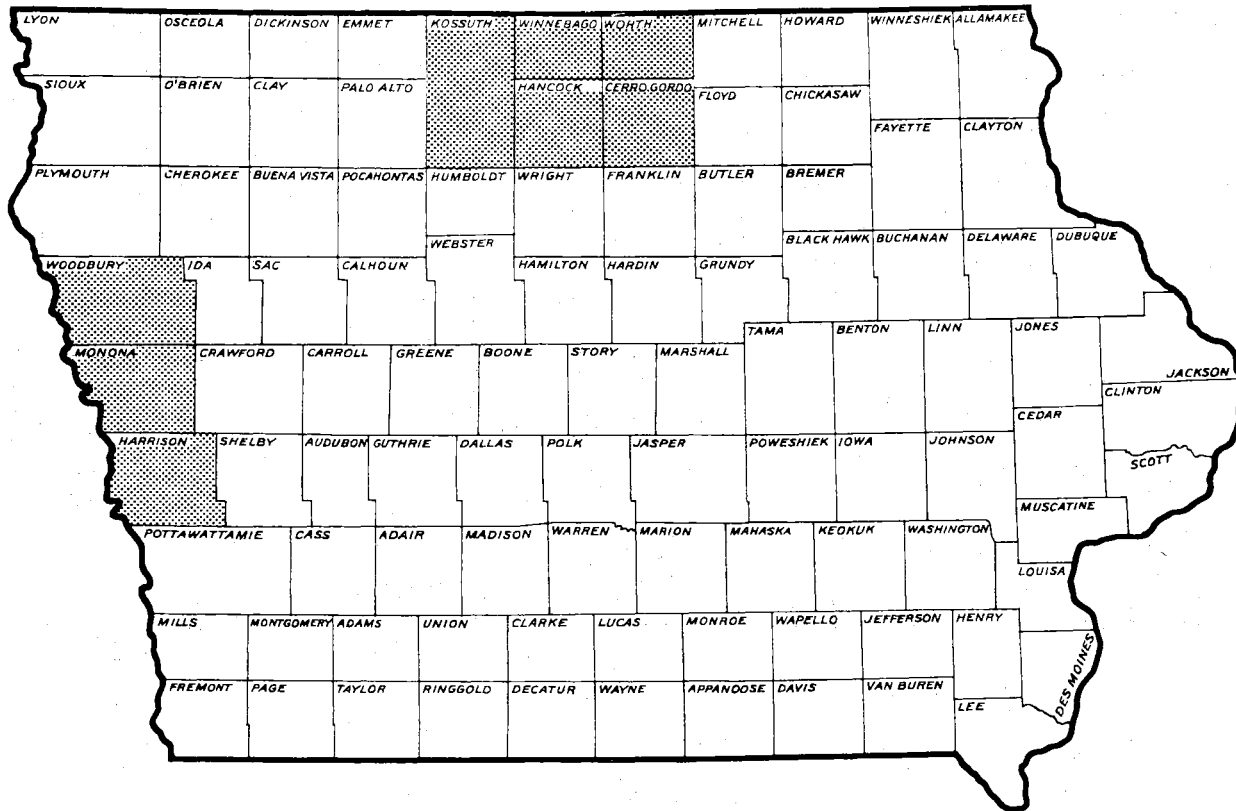 LYON OSCEOLA DICKINSON EMMET KOSSUTH WINNEBAGO WORTH MITCHELL HOWARD WINNESHIEK ALLAMAKEE
SIOUX O'BRIEN CLAY PALO ALTO HANCOCK CERRO GORDO FLOYD CHICKASAW
FAYETTE CLAYTON
PLYMOUTH CHEROKEE BUENA VISTA POCAHONTAS HUMBOLDT WRIGHT FRANKLIN BUTLER BREMER
WEBSTER BLACK HAWK BUCHANAN DELAWARE DUBUQUE
WOODBURY IDA SAC CALHOUN HAMILTON HARDIN GRUNDY
TAMA BENTON LINN JONES
MONONA CRAWFORD CARROLL GREENE BOONE STORY MARSHALL JACKSON
CLINTON
CEDAR
HARRISON SHELBY AUDUBON GUTHRIE DALLAS POLK JASPER POWESHIEK IOWA JOHNSON
SCOTT
MUSCATINE
POTTAWATTAMIE CASS ADAIR MADISON WARREN MARION MAHASKA KEOKUK WASHINGTON
LOUISA
MILLS MONTGOMERY ADAMS UNION CLARKE LUCAS MONROE WAPELLO JEFFERSON HENRY
DES MOINES
FREMONT PAGE TAYLOR RINGGOLD DECATUR WAYNE APPANOOSE DAVIS VAN BUREN
LEE